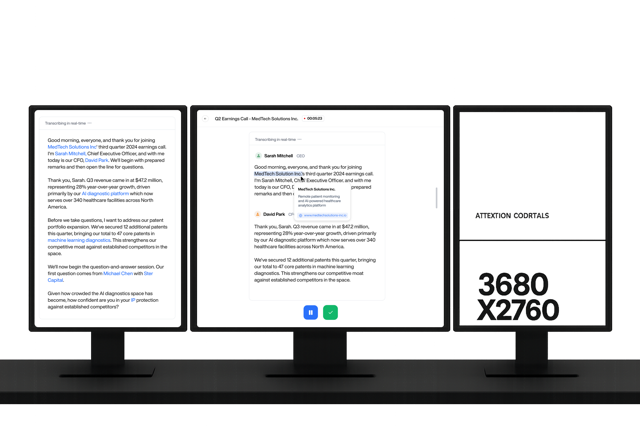 Transcribing in real-time
Good morning, everyone, and thank you for joining
MedTech Solutions Inc' third quarter 2024 earnings
call. I'm Sarah Mitchell, Chief Executive Officer, and with me
today is our CFO, David Park. We'll begin with prepared
remarks and then open the line for questions.
Thank you, Sarah. Q3 revenue came in at $47.2 million,
representing 28% year-over-year growth, driven
primarily by our AI diagnostic platform which now
serves over 340 healthcare facilities across North
America.
Before we take questions, I want to address our patent
portfolio expansion. We've secured 12 additional patents
this quarter, bringing our total to 47 core patents in
machine learning diagnostics. This strengthens our
competitive moat against established competitors in the
space.
We'll now begin the question-and-answer session. Our
first question comes from Michael Chen with Star
Capital.
Given how crowded the AI diagnostics space has
become, how confident are you in your IP protection
against established competitors?
Q2 Earnings Call - MedTech Solutions Inc.
00:05:22
Transcribing in real-time
Sarah Mitchell CEO
Good morning, everyone, and thank you for joining
MedTech Solution Inc.'s third quarter 2024 earnings call.
I'm Sarah Mitchell, Chief Executive Officer, and with me
today is our CFO, D prepared
remarks and then o
MedTech Solutions Inc.
Remote patient monitoring
and AI-powered healthcare
analytics platform
David Park
Thank you, Sarah. Q3 revenue came in at $47.2 million,
representing 28% year-over-year growth, driven primarily
by our AI diagnostic platform which now serves over 340
healthcare facilities across North America.
We've secured 12 additional patents this quarter, bringing
our total to 47 core patents in machine learning
diagnostics. This strengthens our competitive moat
against established competitors in the space.
ATTEXTION CODRTALS
3680
X2760